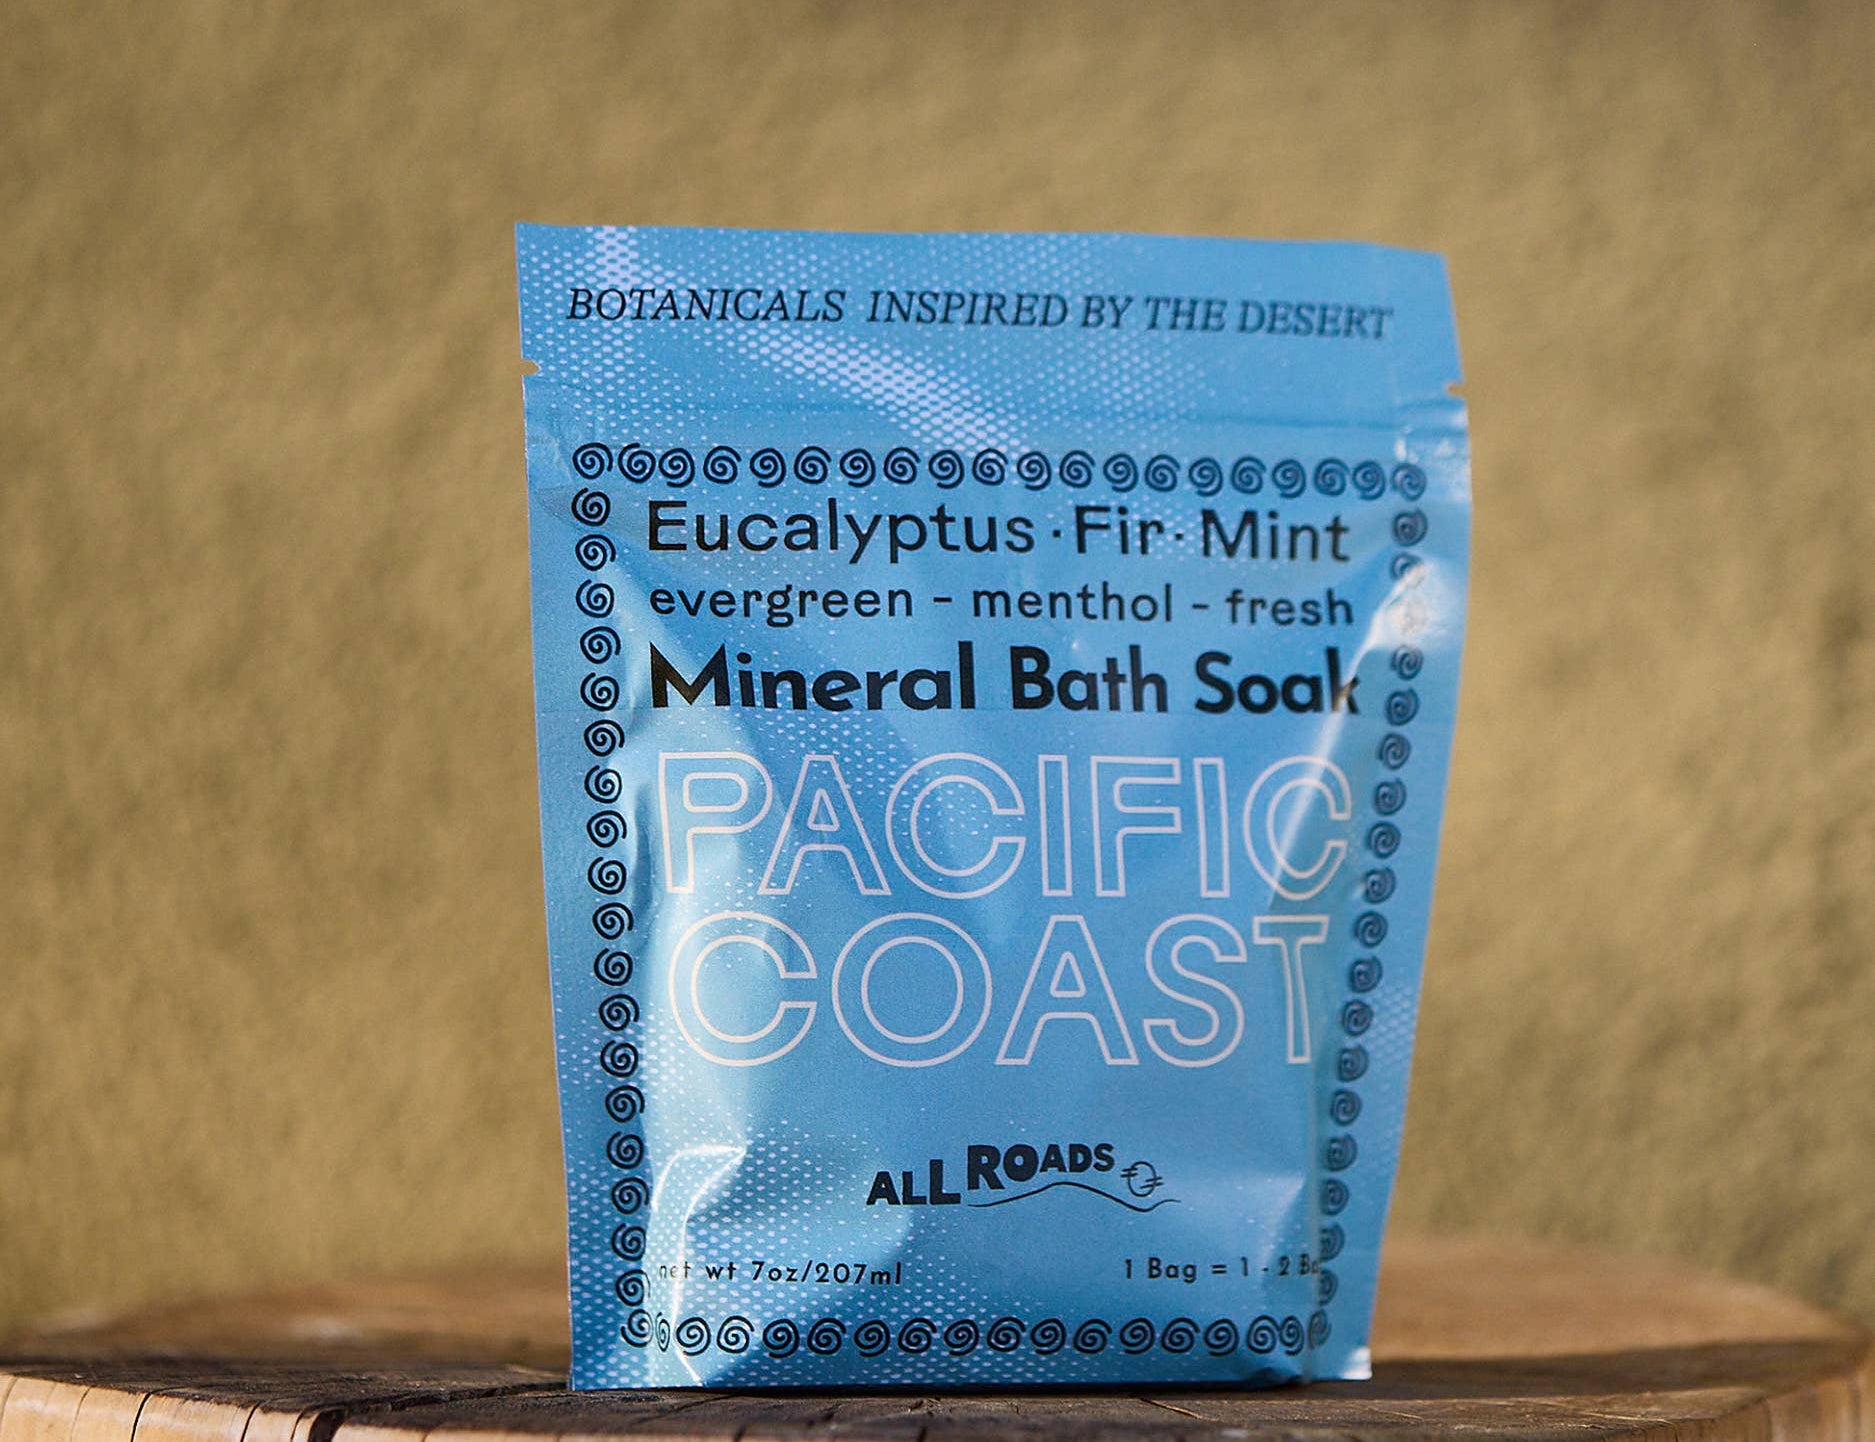 BOTANICALS INSPIRED BY THE DESERT
Eucalyptus · Fir · Mint
evergreen - menthol - fresh
Mineral Bath Soak
PACIFIC
COAST
ALL ROADS
net wt 7oz/207ml
1 Bag = 1 - 2